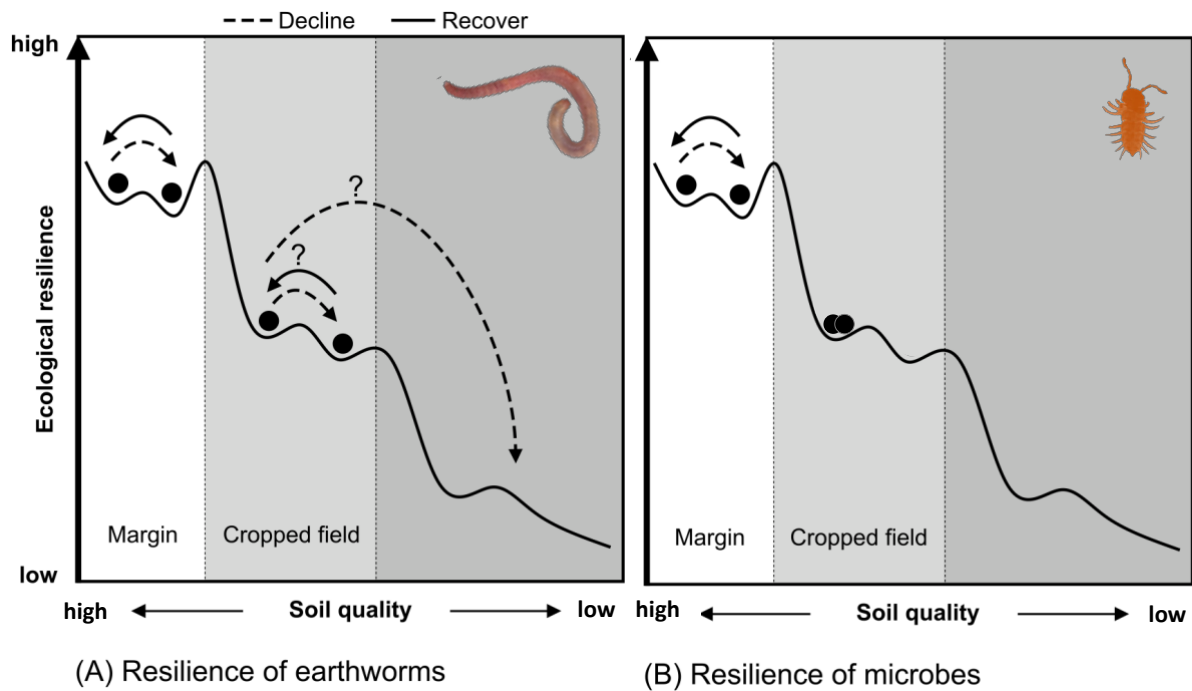 Decline Recover
high
?
?
Ecological resilience
Margin Cropped field
low
high Soil quality low
(A) Resilience of earthworms
Margin Cropped field
high Soil quality low
(B) Resilience of microbes